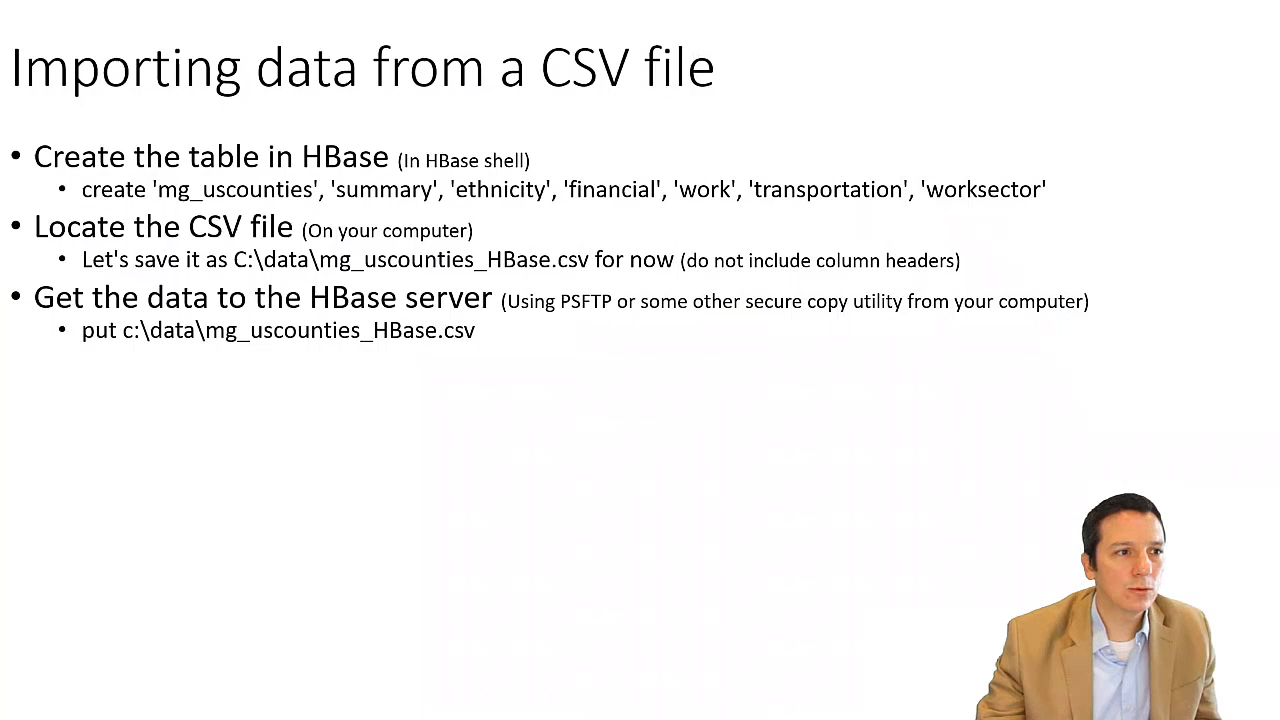 Importing data from a CSV file
• Create the table in HBase (In HBase shell)
• create 'mg_uscounties', 'summary', 'ethnicity', 'financial', 'work', 'transportation', 'worksector'
• Locate the CSV file (On your computer)
• Let's save it as C:\data\mg_uscounties_HBase.csv for now (do not include column headers)
• Get the data to the HBase server (Using PSFTP or some other secure copy utility from your computer)
• put c:\data\mg_uscounties_HBase.csv